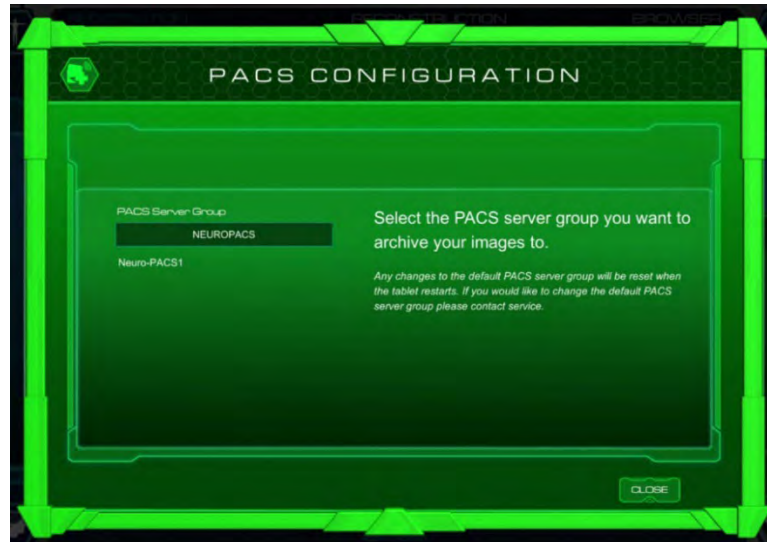 RECONSTRUCTION
BROWSER
PACS CONFIGURATION
PACS Server Group
NEUROPACS
Neuro-PACS1
Select the PACS server group you want to
archive your images to.
Any changes to the default PACS server group will be reset when
the tablet restarts. If you would like to change the default PACS
server group please contact service.
CLOSE